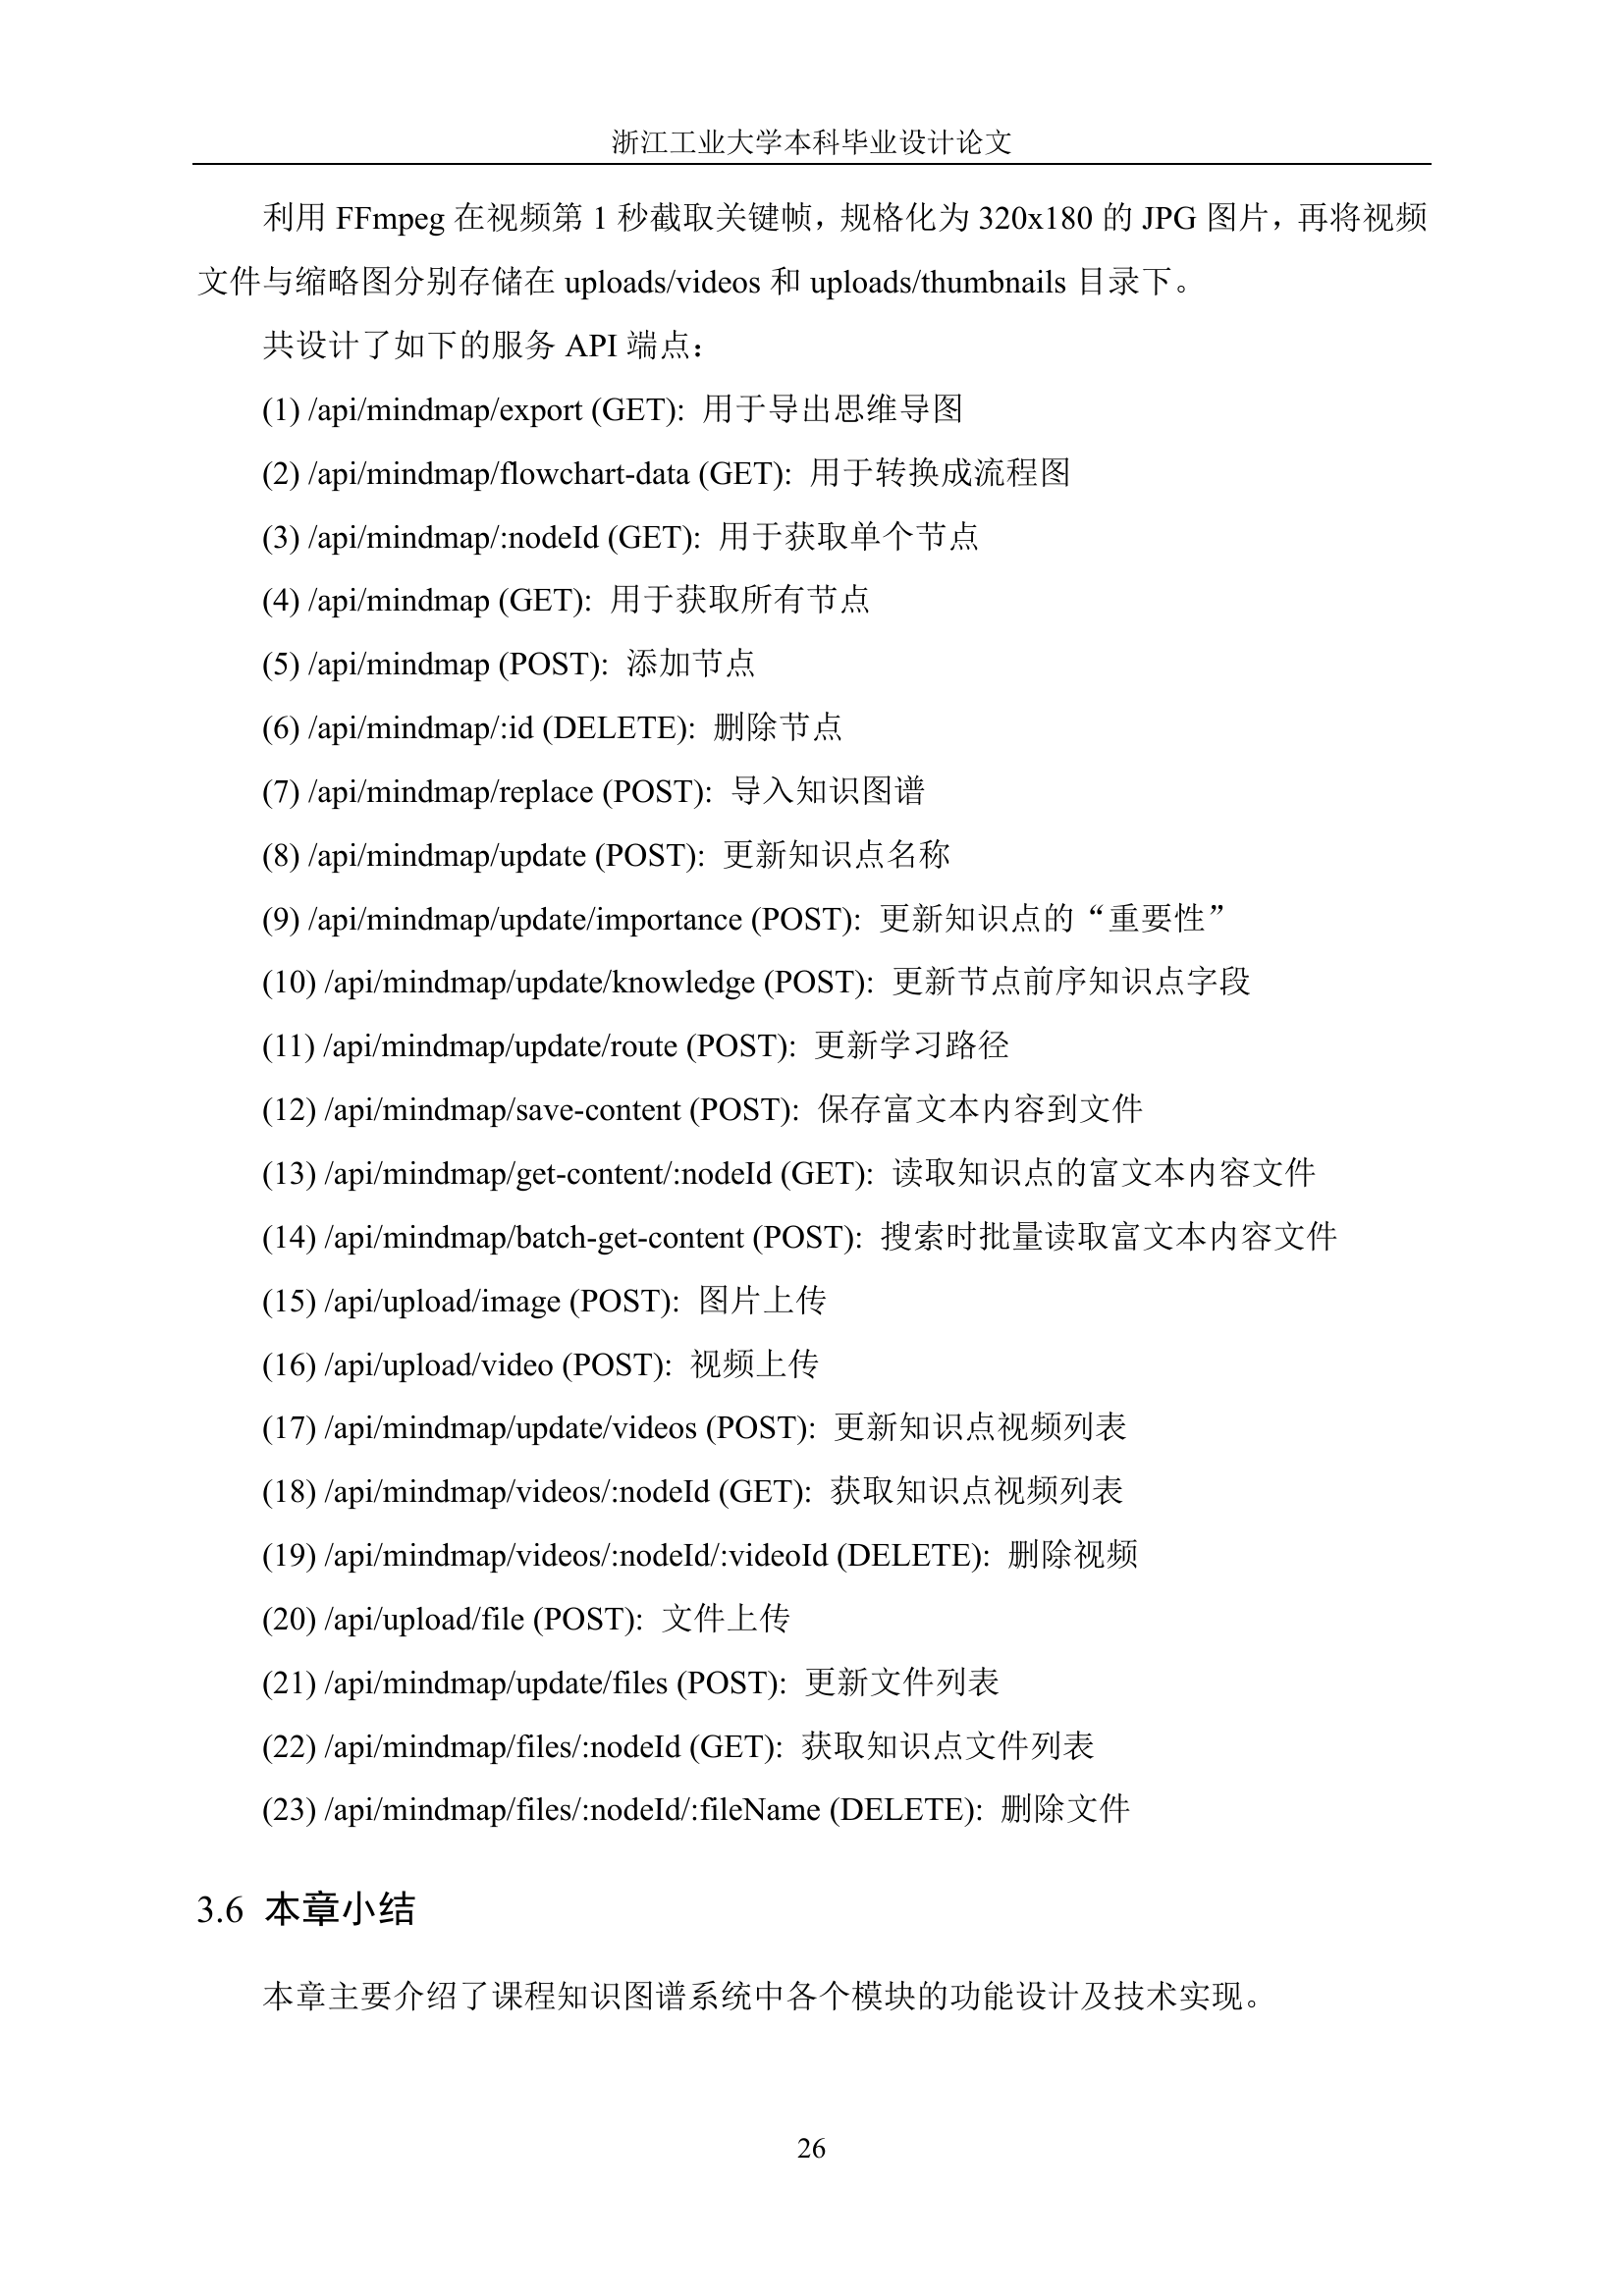 浙江工业大学本科毕业设计论文
利用 FFmpeg 在视频第 1 秒截取关键帧，规格化为 320x180 的 JPG 图片，再将视频
文件与缩略图分别存储在 uploads/videos 和 uploads/thumbnails 目录下。
共设计了如下的服务 API 端点：
(1) /api/mindmap/export (GET): 用于导出思维导图
(2) /api/mindmap/flowchart-data (GET): 用于转换成流程图
(3) /api/mindmap/:nodeId (GET): 用于获取单个节点
(4) /api/mindmap (GET): 用于获取所有节点
(5) /api/mindmap (POST): 添加节点
(6) /api/mindmap/:id (DELETE): 删除节点
(7) /api/mindmap/replace (POST): 导入知识图谱
(8) /api/mindmap/update (POST): 更新知识点名称
(9) /api/mindmap/update/importance (POST): 更新知识点的“重要性”
(10) /api/mindmap/update/knowledge (POST): 更新节点前序知识点字段
(11) /api/mindmap/update/route (POST): 更新学习路径
(12) /api/mindmap/save-content (POST): 保存富文本内容到文件
(13) /api/mindmap/get-content/:nodeId (GET): 读取知识点的富文本内容文件
(14) /api/mindmap/batch-get-content (POST): 搜索时批量读取富文本内容文件
(15) /api/upload/image (POST): 图片上传
(16) /api/upload/video (POST): 视频上传
(17) /api/mindmap/update/videos (POST): 更新知识点视频列表
(18) /api/mindmap/videos/:nodeId (GET): 获取知识点视频列表
(19) /api/mindmap/videos/:nodeId/:videoId (DELETE): 删除视频
(20) /api/upload/file (POST): 文件上传
(21) /api/mindmap/update/files (POST): 更新文件列表
(22) /api/mindmap/files/:nodeId (GET): 获取知识点文件列表
(23) /api/mindmap/files/:nodeId/:fileName (DELETE): 删除文件
3.6 本章小结
本章主要介绍了课程知识图谱系统中各个模块的功能设计及技术实现。
26